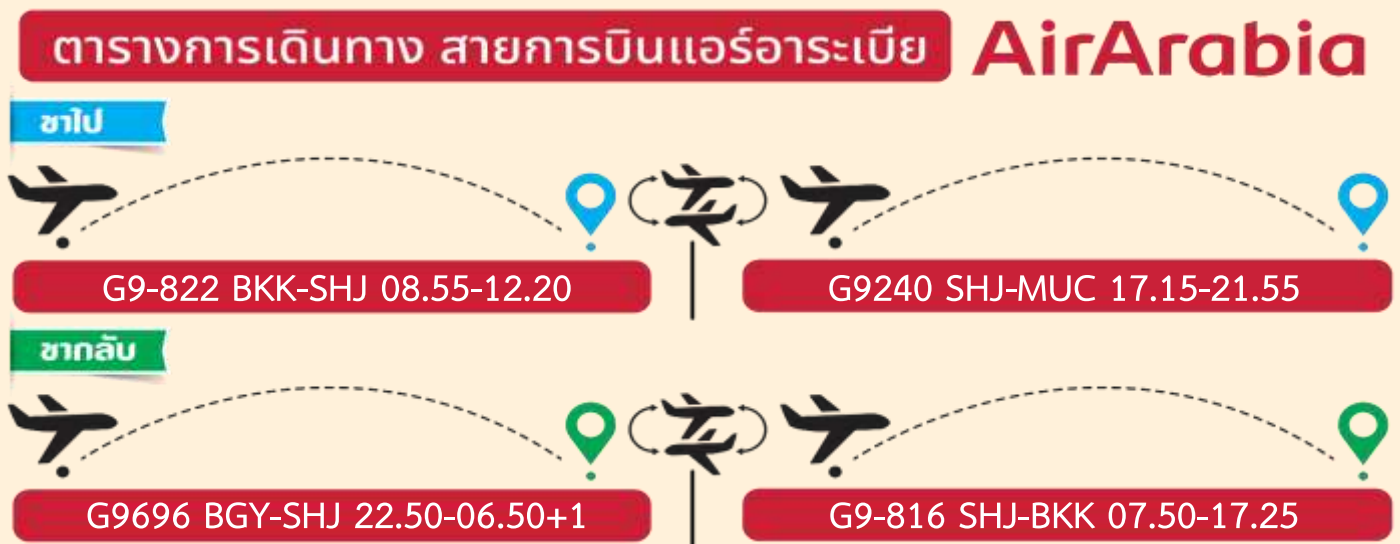 ตารางการเดินทาง สายการบินแอร์อาระเบีย AirArabia
ขาไป
G9-822 BKK-SHJ 08.55-12.20
G9240 SHJ-MUC 17.15-21.55
ขากลับ
G9696 BGY-SHJ 22.50-06.50+1
G9-816 SHJ-BKK 07.50-17.25